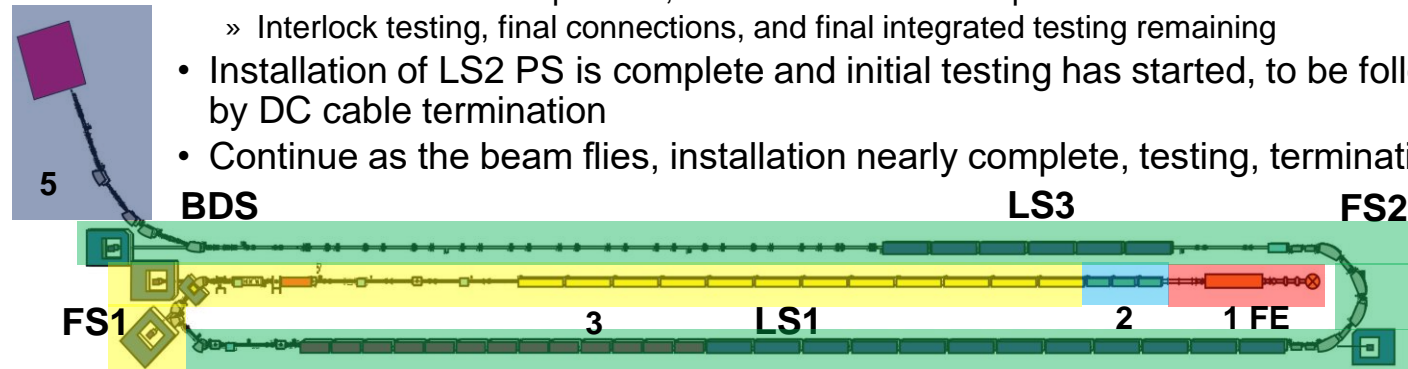 » Interlock testing, final connections, and final integrated testing remaining
• Installation of LS2 PS is complete and initial testing has started, to be
by DC cable termination
• Continue as the beam flies, installation nearly complete, testing,
5
BDS
LS3
FS2
FS1
3
LS1
2
1 FE